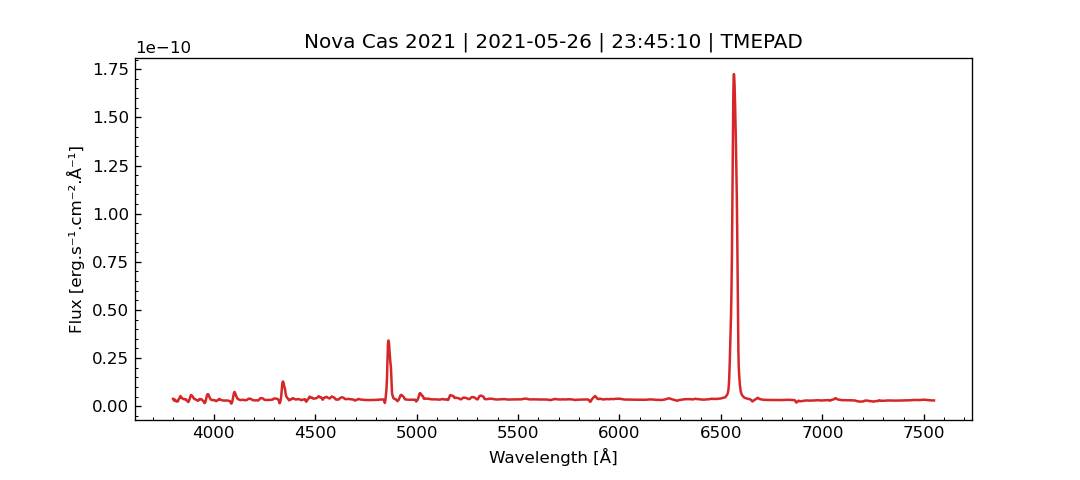 Nova Cas 2021 | 2021-05-26 | 23:45:10 | TMEPAD
1e−10
1.75
1.50
1.25
1.00
0.75
0.50
0.25
0.00
Flux [erg.s⁻¹.cm⁻².Å⁻¹]
4000 4500 5000 5500 6000 6500 7000 7500
Wavelength [Å]